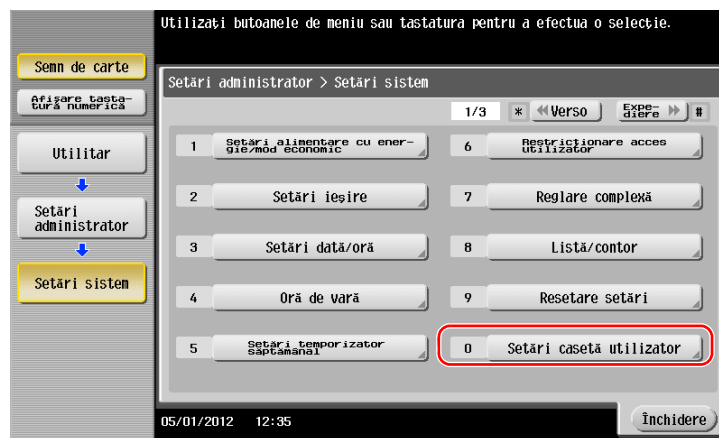 Utilizați butoanele de meniu sau tastatura pentru a efectua o selecție.
Semn de carte
Afișare tasta-
tură numerică
Utilitar
Setări
administrator
Setări sistem
Setări administrator > Setări sistem
1/3 * Verso Expe-
diere #
1 Setări alimentare cu ener-
gie/mod economic
6 Restricționare acces
utilizator
2 Setări ieșire
7 Reglare complexă
3 Setări dată/oră
8 Listă/contor
4 Oră de vară
9 Resetare setări
5 Setări temporizator
săptămânal
0 Setări casetă utilizator
05/01/2012 12:35
Închidere